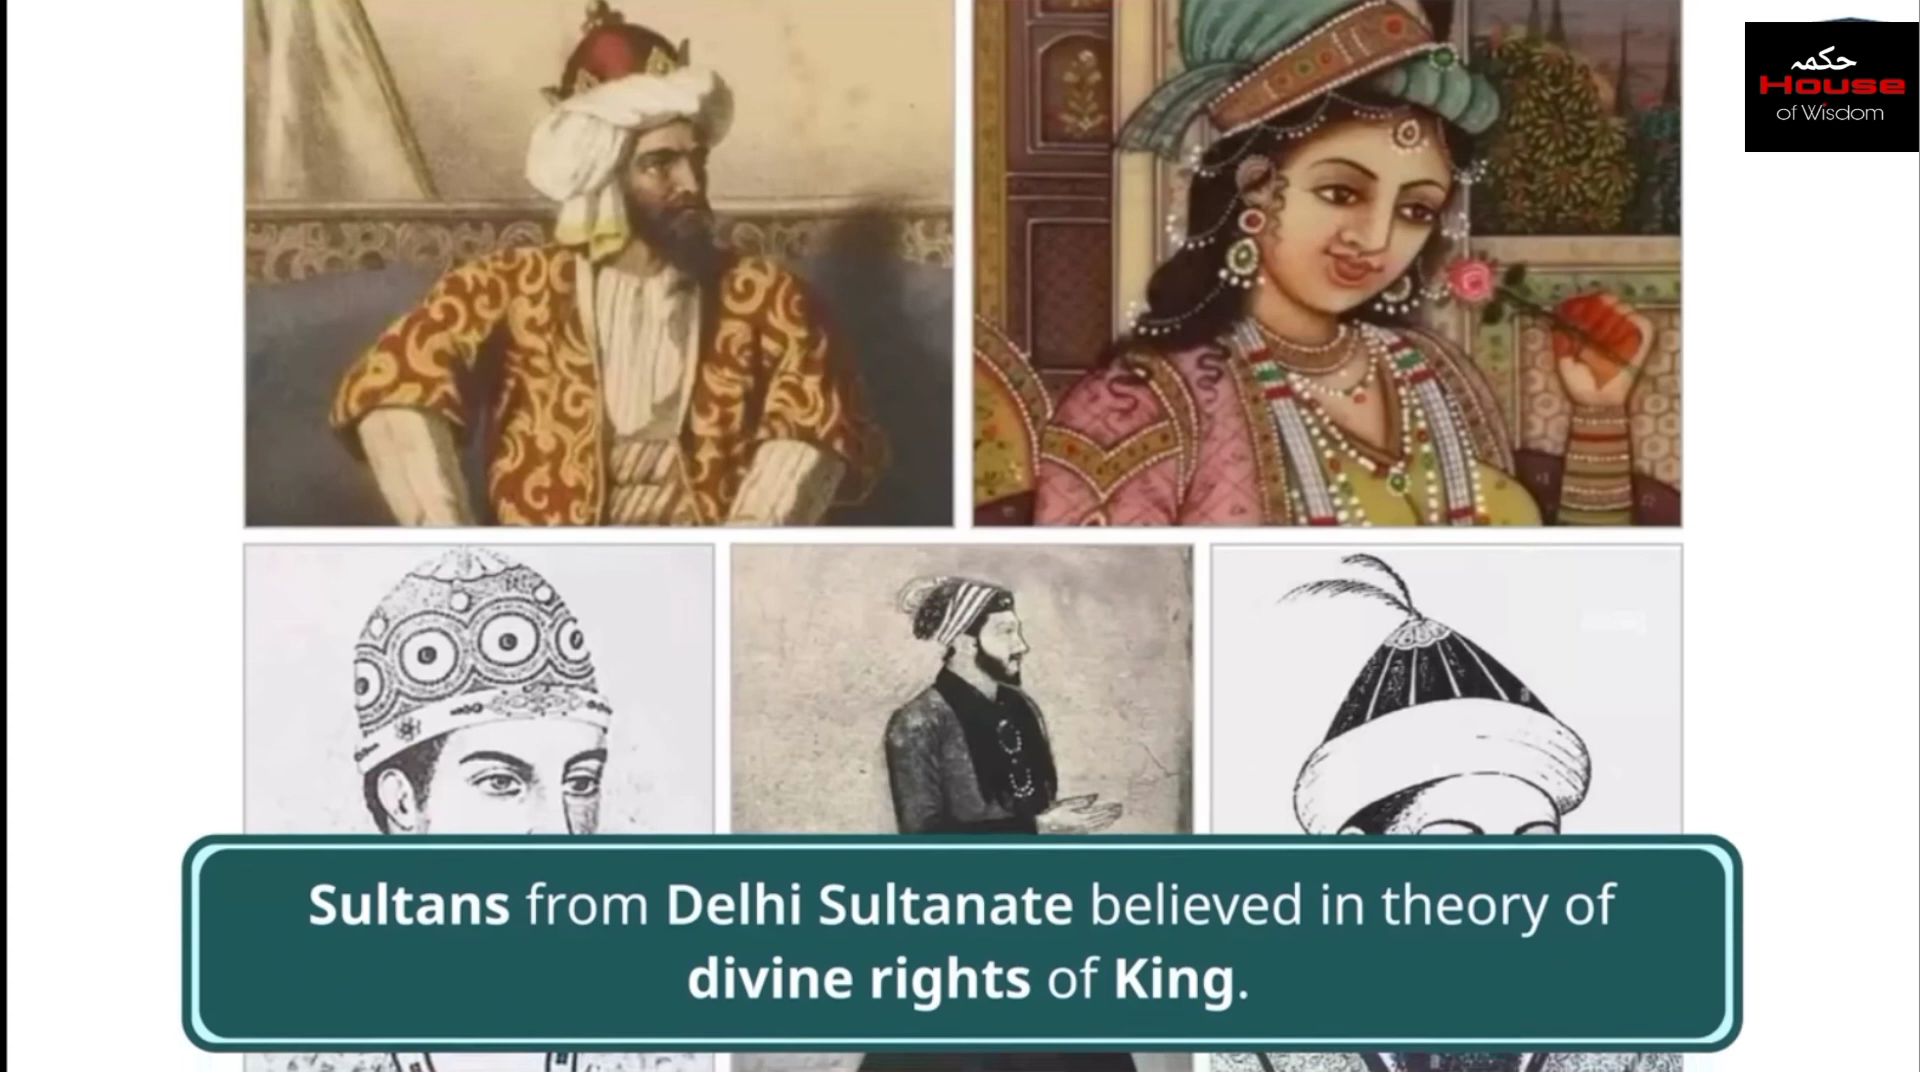 حکمہ
House
of Wisdom
Sultans from Delhi Sultanate believed in theory of
divine rights of King.